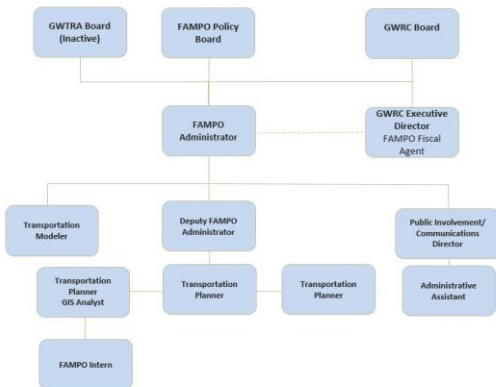 GWTRA Board
(Inactive)
FAMPO Policy
Board
GWRC Board
FAMPO
Administrator
GWRC Executive
Director
FAMPO Fiscal
Agent
Transportation
Modeler
Deputy FAMPO
Administrator
Public Involvement/
Communications
Director
Transportation
Planner
GIS Analyst
Transportation
Planner
Transportation
Planner
Administrative
Assistant
FAMPO Intern